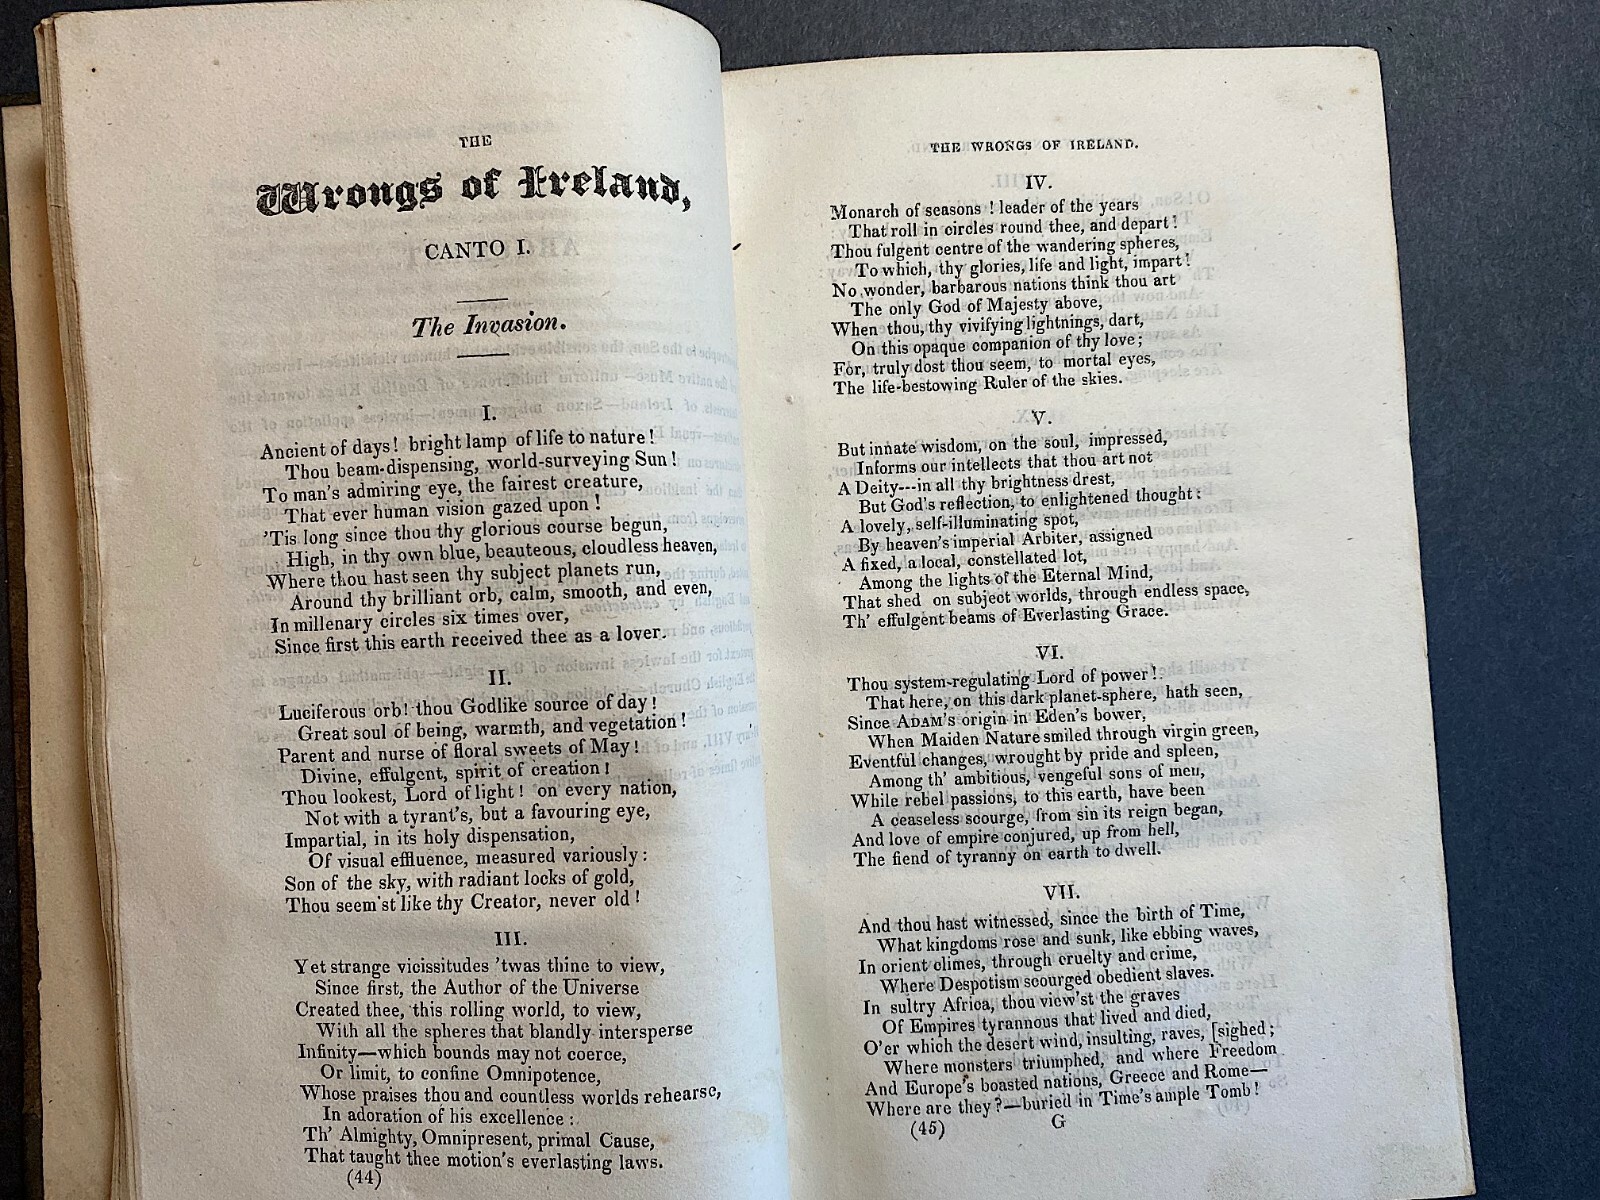 THE
Wrongs of Ireland,
CANTO I.
The Invasion.
I.
Ancient of days! bright lamp of life to nature!
Thou beam-dispensing, world-surveying Sun!
To man's admiring eye, the fairest creature,
That ever human vision gazed upon!
'Tis long since thou thy glorious course begun,
High, in thy own blue, beauteous, cloudless heaven,
Where thou hast seen thy subject planets run,
Around thy brilliant orb, calm, smooth, and even,
In millenary circles six times over,
Since first this earth received thee as a lover.
II.
Luciferous orb! thou Godlike source of day!
Great soul of being, warmth, and vegetation!
Parent and nurse of floral sweets of May!
Divine, effulgent, spirit of creation!
Thou lookest, Lord of light! on every nation,
Not with a tyrant's, but a favouring eye,
Impartial, in its holy dispensation,
Of visual effluence, measured variously:
Son of the sky, with radiant locks of gold,
Thou seem'st like thy Creator, never old!
III.
Yet strange vicissitudes 'twas thine to view,
Since first, the Author of the Universe
Created thee, this rolling world, to view,
With all the spheres that blandly intersperse
Infinity—which bounds may not coerce,
Or limit, to confine Omnipotence,
Whose praises thou and countless worlds rehearse,
In adoration of his excellence:
Th' Almighty, Omnipresent, primal Cause,
That taught thee motion's everlasting laws.
(44)
THE WRONGS OF IRELAND.
IV.
Monarch of seasons! leader of the years
That roll in circles round thee, and depart!
Thou fulgent centre of the wandering spheres,
To which, thy glories, life and light, impart!
No wonder, barbarous nations think thou art
The only God of Majesty above,
When thou, thy vivifying lightnings, dart,
On this opaque companion of thy love;
For, truly dost thou seem, to mortal eyes,
The life-bestowing Ruler of the skies.
V.
But innate wisdom, on the soul, impressed,
Informs our intellects that thou art not
A Deity---in all thy brightness drest,
But God's reflection, to enlightened thought:
A lovely, self-illuminating spot,
By heaven's imperial Arbiter, assigned
A fixed, a local, constellated lot,
Among the lights of the Eternal Mind,
That shed on subject worlds, through endless space,
Th' effulgent beams of Everlasting Grace.
VI.
Thou system-regulating Lord of power!
That here, on this dark planet-sphere, hath seen,
Since ADAM's origin in Eden's bower,
When Maiden Nature smiled through virgin green,
Eventful changes, wrought by pride and spleen,
Among th' ambitious, vengeful sons of men,
While rebel passions, to this earth, have been
A ceaseless scourge, from sin its reign began,
And love of empire conjured, up from hell,
The fiend of tyranny on earth to dwell.
VII.
And thou hast witnessed, since the birth of Time,
What kingdoms rose and sunk, like ebbing waves,
In orient climes, through cruelty and crime,
Where Despotism scourged obedient slaves.
In sultry Africa, thou view'st the graves
Of Empires tyrannous that lived and died,
O'er which the desert wind, insulting, raves, [sighed;
Where monsters triumphed, and where Freedom
And Europe's boasted nations, Greece and Rome—
Where are they?—buried in Time's ample Tomb!
(45) G